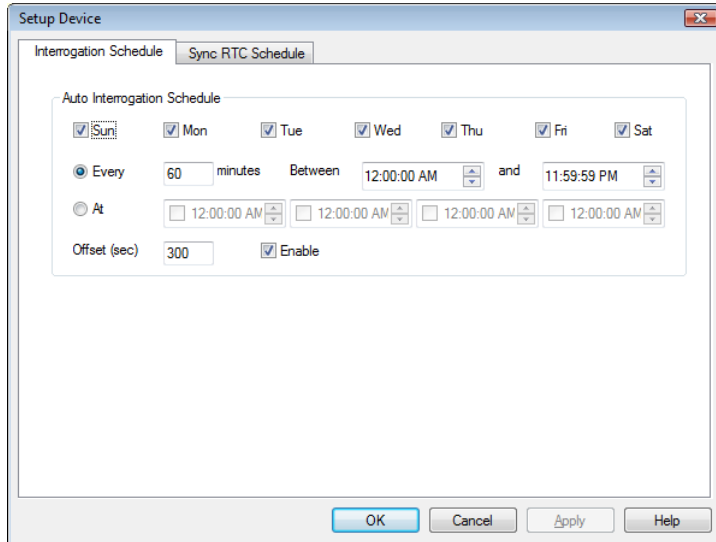 Setup Device
Interrogation Schedule Sync RTC Schedule
Auto Interrogation Schedule
Sun Mon Tue Wed Thu Fri Sat
Every 60 minutes Between 12:00:00 AM and 11:59:59 PM
At 12:00:00 AM 12:00:00 AM 12:00:00 AM 12:00:00 AM
Offset (sec) 300 Enable
OK Cancel Apply Help